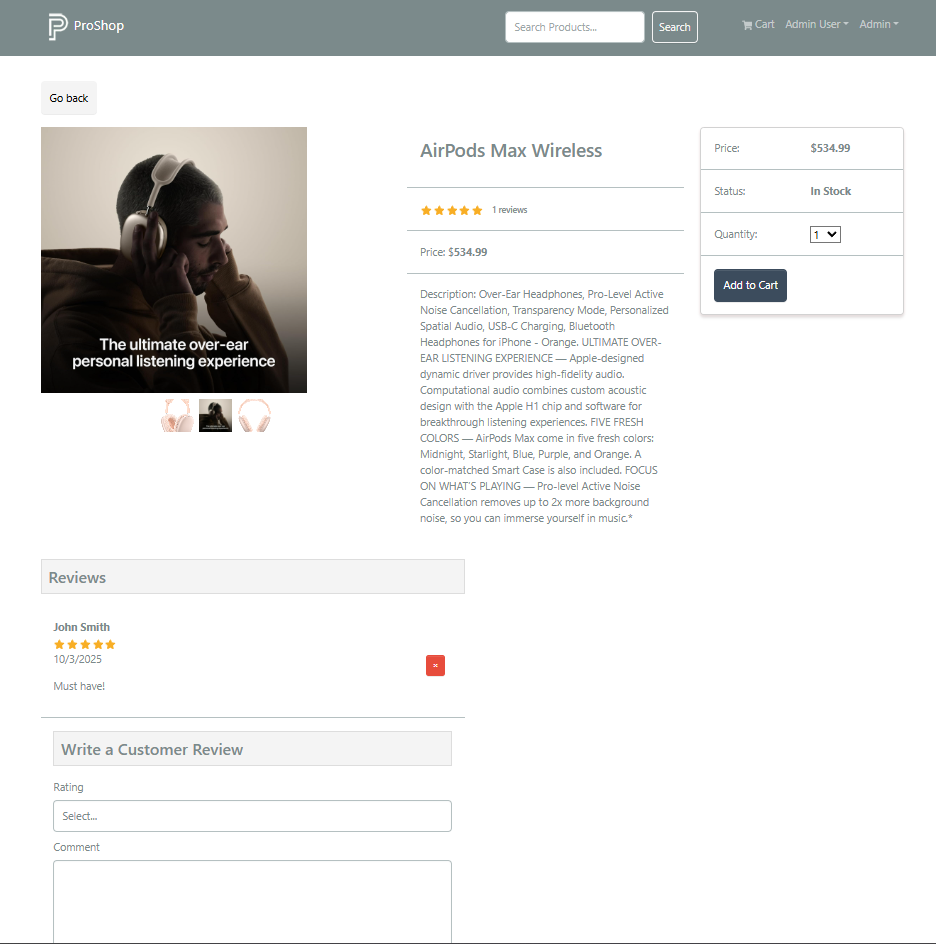 ProShop
Search Products...
Search
Cart
Admin User
Admin
Go back
The ultimate over-ear
personal listening experience
AirPods Max Wireless
1 reviews
Price: $534.99
Description: Over-Ear Headphones, Pro-Level Active
Noise Cancellation, Transparency Mode, Personalized
Spatial Audio, USB-C Charging, Bluetooth
Headphones for iPhone - Orange. ULTIMATE OVER-
EAR LISTENING EXPERIENCE — Apple-designed
dynamic driver provides high-fidelity audio.
Computational audio combines custom acoustic
design with the Apple H1 chip and software for
breakthrough listening experiences. FIVE FRESH
COLORS — AirPods Max come in five fresh colors:
Midnight, Starlight, Blue, Purple, and Orange. A
color-matched Smart Case is also included. FOCUS
ON WHAT'S PLAYING — Pro-level Active Noise
Cancellation removes up to 2x more background
noise, so you can immerse yourself in music.*
Price: $534.99
Status: In Stock
Quantity: 1
Add to Cart
Reviews
John Smith
10/3/2025
Must have!
Write a Customer Review
Rating
Select...
Comment